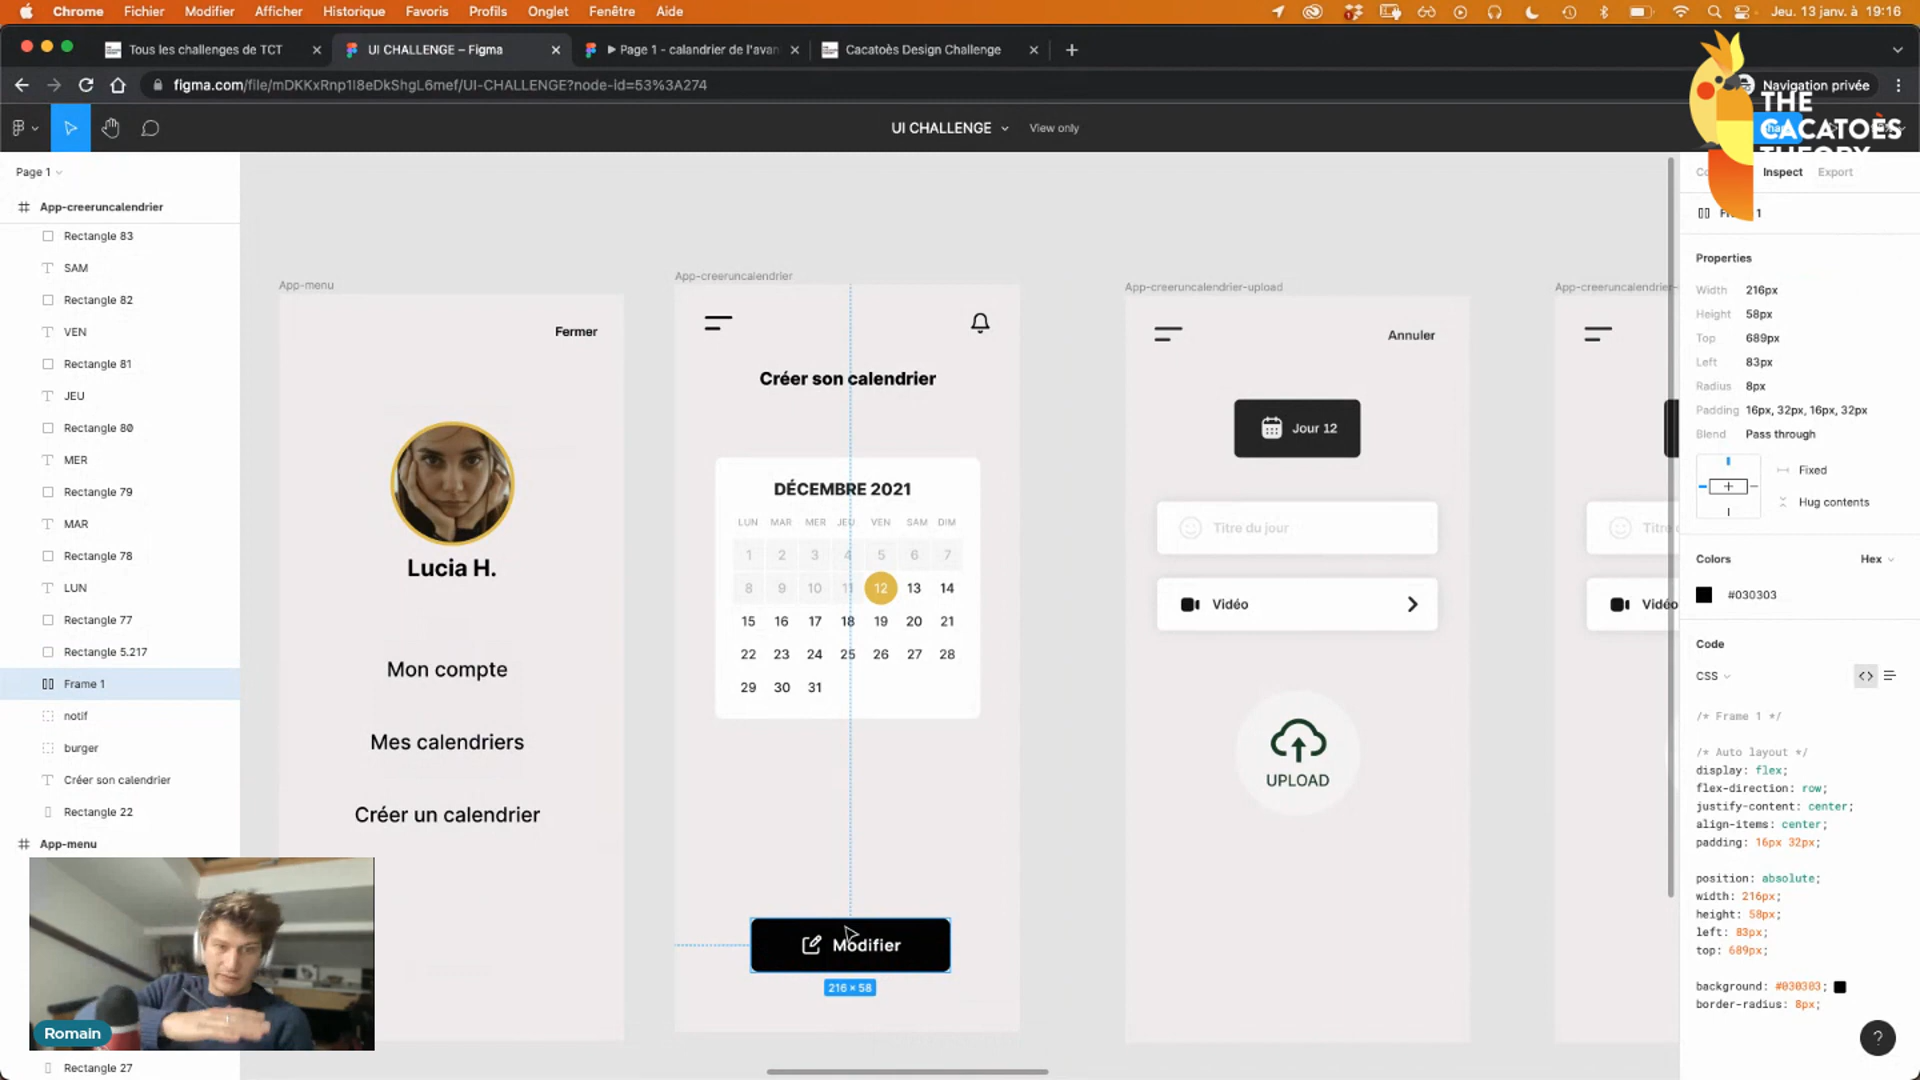 Chrome Fichier Modifier Afficher Historique Favoris Profils Onglet Fenêtre Aide
Jeu. 13 janv. à 19:16
Tous les challenges de TCT
UI CHALLENGE – Figma
Page 1 - calandrier de l'avan
Cacatoès Design Challenge
figma.com/file/mDKKxRnp1I8eDkShgL6mef/UI-CHALLENGE?node-id=53%3A274
Navigation privée
UI CHALLENGE
View only
THE
CACATOES
THEORY
Page 1
Inspect
Export
App-creeruncalendrier
Rectangle 83
SAM
Rectangle 82
VEN
Rectangle 81
JEU
Rectangle 80
MER
Rectangle 79
MAR
Rectangle 78
LUN
Rectangle 77
Rectangle 5.217
Frame 1
notif
burger
Créer son calendrier
Rectangle 22
App-menu
Rectangle 27
Romain
App-menu
Fermer
Lucia H.
Mon compte
Mes calendriers
Créer un calendrier
App-creeruncalendrier
Créer son calendrier
DÉCEMBRE 2021
LUN MAR MER JEU VEN SAM DIM
1 2 3 4 5 6 7
8 9 10 11 12 13 14
15 16 17 18 19 20 21
22 23 24 25 26 27 28
29 30 31
Modifier
216 × 58
App-creeruncalendrier-upload
Annuler
Jour 12
Titre du jour
Vidéo
UPLOAD
App-creeruncalendrier-
Vidéo
Properties
Width 216px
Height 58px
Top 689px
Left 83px
Radius 8px
Padding 16px, 32px, 16px, 32px
Blend Pass through
Fixed
Hug contents
Colors
Hex
#030303
Code
CSS
/* Frame 1 */
/* Auto layout */
display: flex;
flex-direction: row;
justify-content: center;
align-items: center;
padding: 16px 32px;
position: absolute;
width: 216px;
height: 58px;
left: 83px;
top: 689px;
background: #030303;
border-radius: 8px;
?